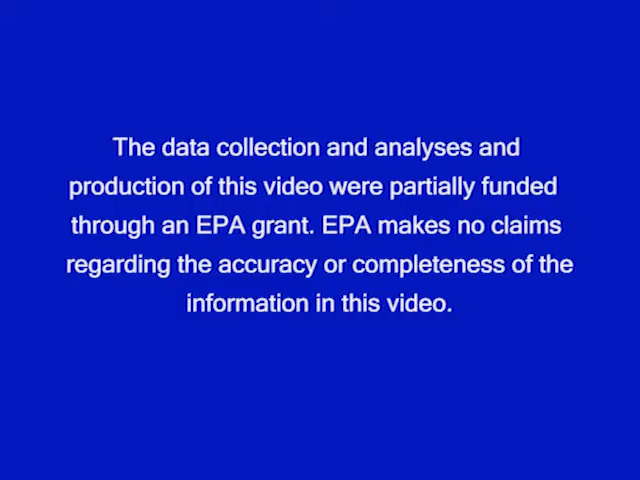 The data collection and analyses and
production of this video were partially funded
through an EPA grant. EPA makes no claims
regarding the accuracy or completeness of the
information in this video.